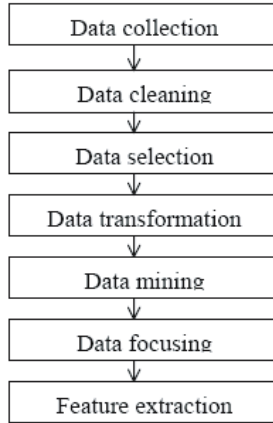 Data collection
Data cleaning
Data selection
Data transformation
Data mining
Data focusing
Feature extraction